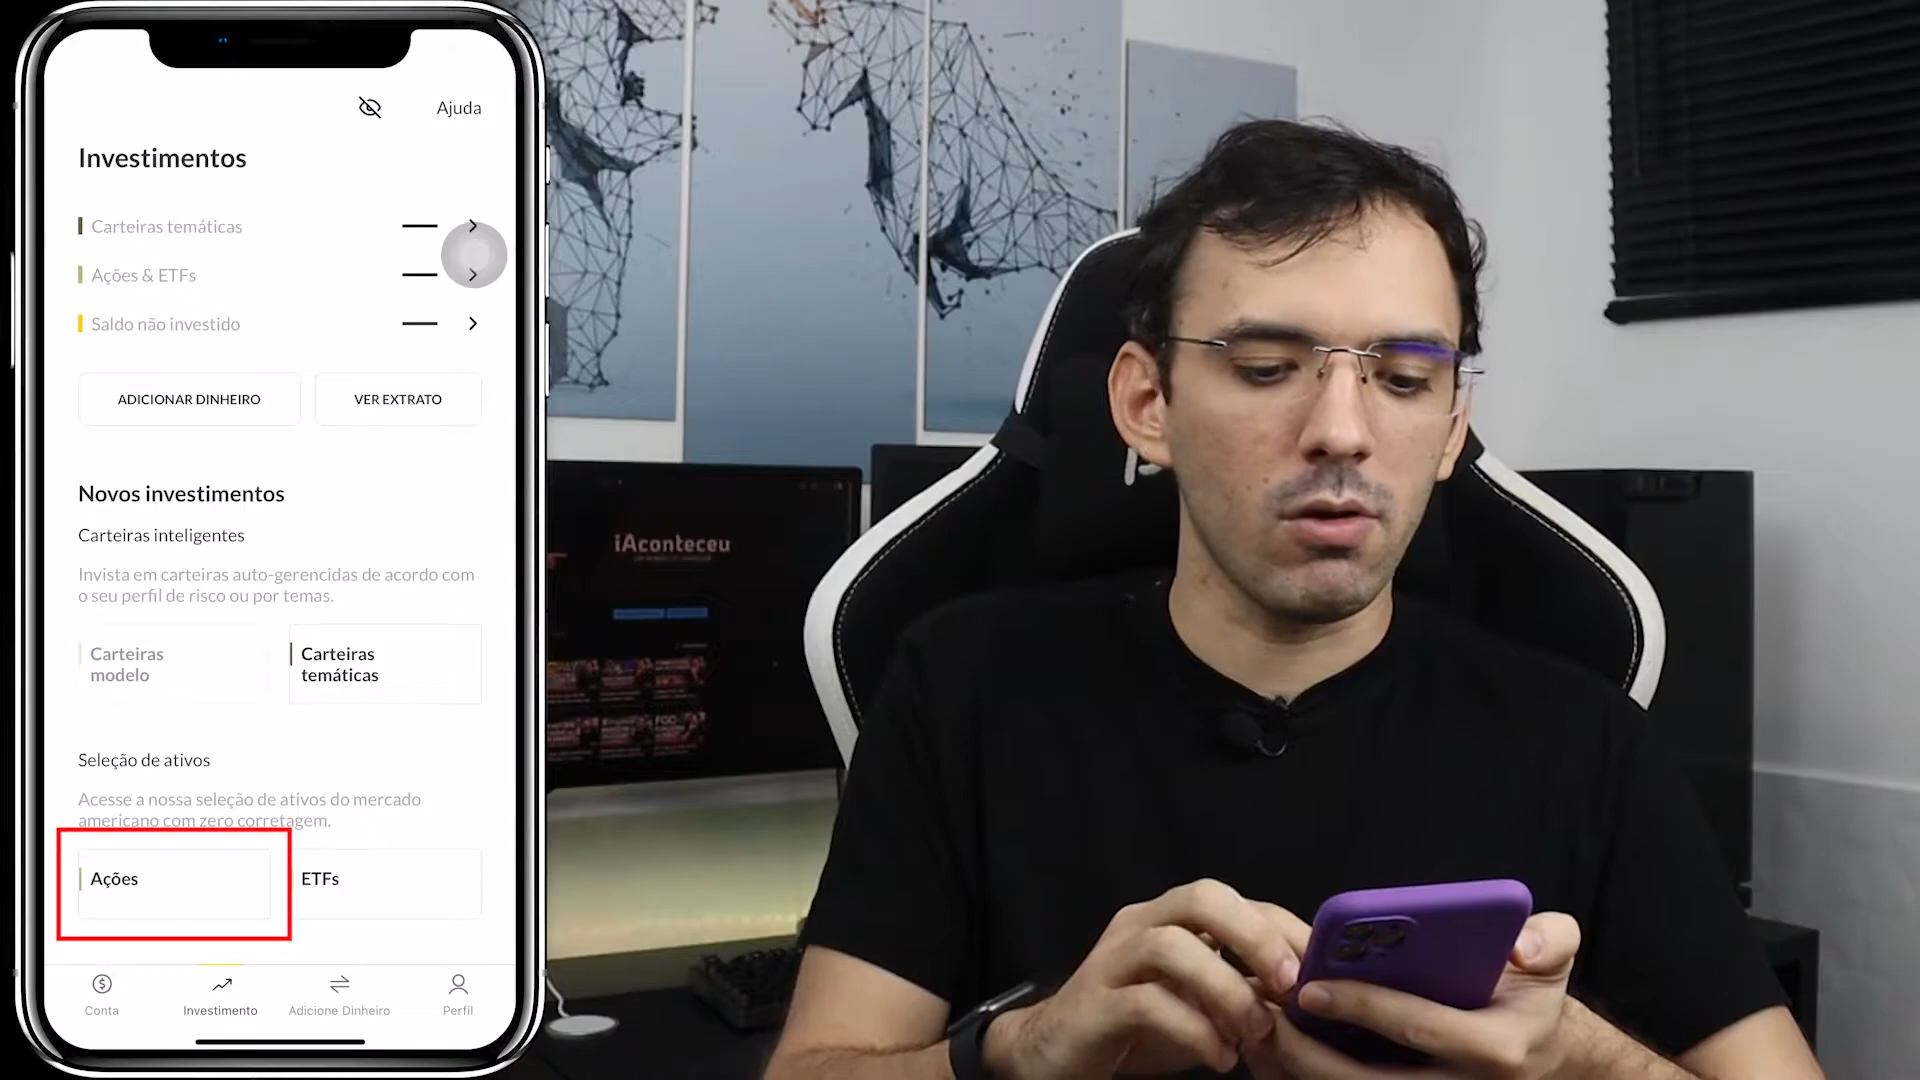 Ajuda
Investimentos
Carteiras temáticas
Ações & ETFs
Saldo não investido
ADICIONAR DINHEIRO
VER EXTRATO
Novos investimentos
Carteiras inteligentes
Invista em carteiras auto-gerencidas de acordo com
o seu perfil de risco ou por temas.
Carteiras
modelo
Carteiras
temáticas
Seleção de ativos
Acesse a nossa seleção de ativos do mercado
americano com zero corretagem.
Ações
ETFs
Conta
Investimento
Adicione Dinheiro
Perfil
iAconteceu